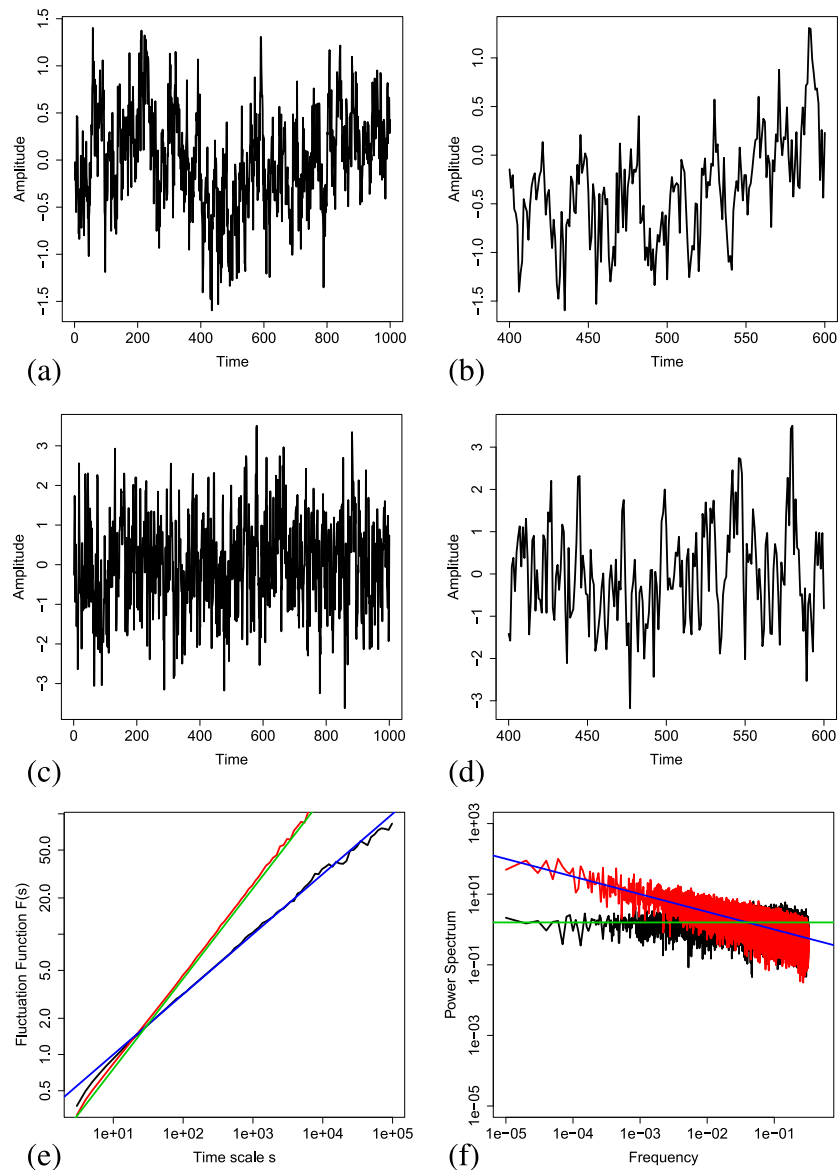 1.5
1.0
0.5
0.0
−0.5
−1.0
−1.5
Amplitude
0 200 400 600 800 1000
Time
(a)
1.0
0.5
0.0
−0.5
−1.0
−1.5
Amplitude
400 450 500 550 600
Time
(b)
3
2
1
0
−1
−2
−3
Amplitude
0 200 400 600 800 1000
Time
(c)
3
2
1
0
−1
−2
−3
Amplitude
400 450 500 550 600
Time
(d)
50.0
20.0
5.0
2.0
1.0
0.5
Fluctuation Function F(s)
1e+01 1e+02 1e+03 1e+04 1e+05
Time scale s
(e)
1e+03
1e+01
1e−01
1e−03
1e−05
Power Spectrum
1e−05 1e−04 1e−03 1e−02 1e−01
Frequency
(f)